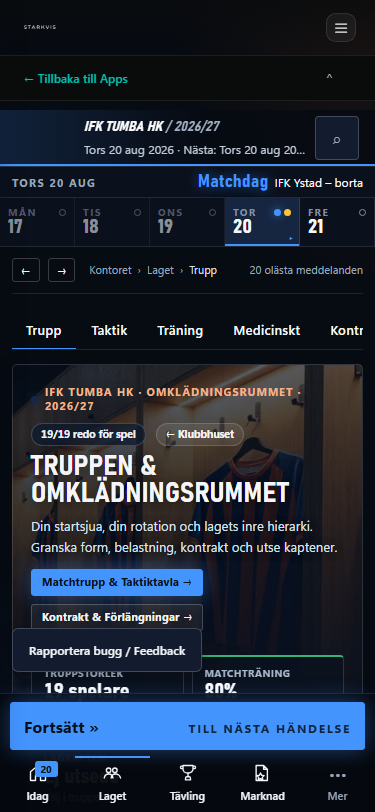 STARKVIS
← Tillbaka till Apps
^
IFK TUMBA HK / 2026/27
Tors 20 aug 2026 · Nästa: Tors 20 aug 20…
TORS 20 AUG
Matchdag IFK Ystad – borta
MÅN
17
TIS
18
ONS
19
TOR
20
FRE
21
← → Kontoret › Laget › Trupp
20 olästa meddelanden
Trupp Taktik Träning Medicinskt Kontr
IFK TUMBA HK · OMKLÄDNINGSRUMMET ·
2026/27
19/19 redo för spel
← Klubbhuset
TRUPPEN &
OMKLÄDNINGSRUMMET
Din startsjua, din rotation och lagets inre hierarki.
Granska form, belastning, kontrakt och utse kaptener.
Matchtrupp & Taktiktavla →
Kontrakt & Förlängningar →
Rapportera bugg / Feedback
TRUPPSTORLEK
19 spelare
MATCHTRÄNING
80%
Fortsätt »
TILL NÄSTA HÄNDELSE
20
Idag
Laget
Tävling
Marknad
Mer